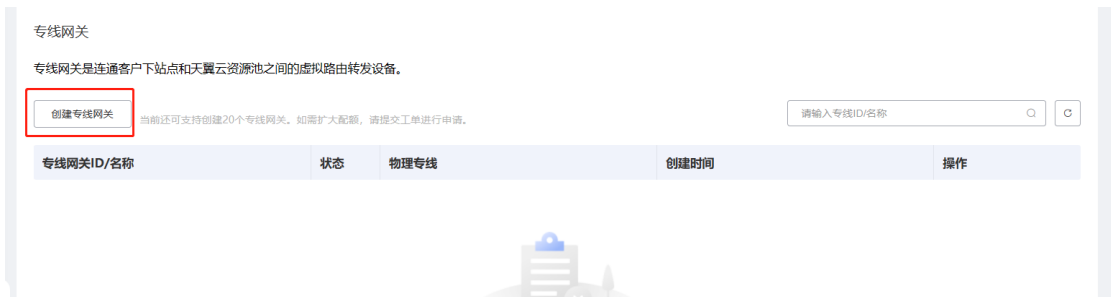 专线网关
专线网关是连通客户下站点和天翼云资源池之间的虚拟路由转发设备。
创建专线网关 当前还可支持创建20个专线网关。如需扩大配额，请提交工单进行申请。 请输入专线ID/名称
专线网关ID/名称 状态 物理专线 创建时间 操作